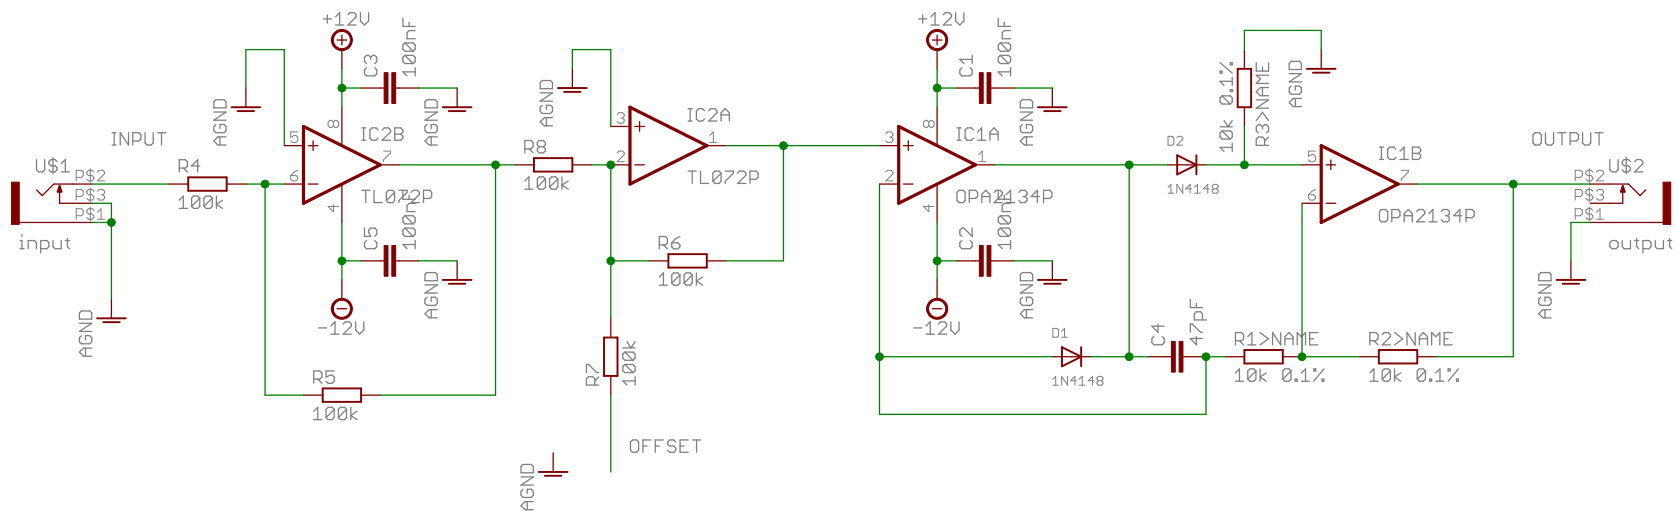 INPUT
U$1
P$2
P$3
P$1
input
AGND
R4
100k
AGND
+12V
C3
100nF
AGND
8
5
6
7
4
IC2B
TL072P
C5
100nF
AGND
-12V
R5
100k
R8
100k
AGND
3
2
1
IC2A
TL072P
R6
100k
R7
100k
OFFSET
AGND
+12V
C1
100nF
AGND
8
3
2
1
4
IC1A
OPA2134P
C2
100nF
AGND
-12V
D1
1N4148
C4
47pF
D2
1N4148
10k 0.1%
R3>NAME
AGND
5
6
7
IC1B
OPA2134P
R1>NAME
10k 0.1%
R2>NAME
10k 0.1%
OUTPUT
U$2
P$2
P$3
P$1
output
AGND